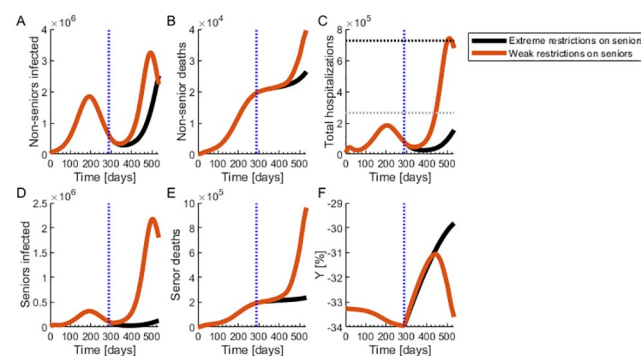 A
×10^6
Non-seniors infected
4
3
2
1
0
0 100 200 300 400 500
Time [days]
B
×10^4
Non-senior deaths
4
3
2
1
0
0 100 200 300 400 500
Time [days]
C
×10^5
Total hospitalizations
8
6
4
2
0
0 100 200 300 400 500
Time [days]
Extreme restrictions on seniors
Weak restrictions on seniors
D
×10^6
Seniors infected
2.5
2
1.5
1
0.5
0
0 100 200 300 400 500
Time [days]
E
×10^5
Senor deaths
10
8
6
4
2
0
0 100 200 300 400 500
Time [days]
F
Y [%]
-29
-30
-31
-32
-33
-34
0 100 200 300 400 500
Time [days]